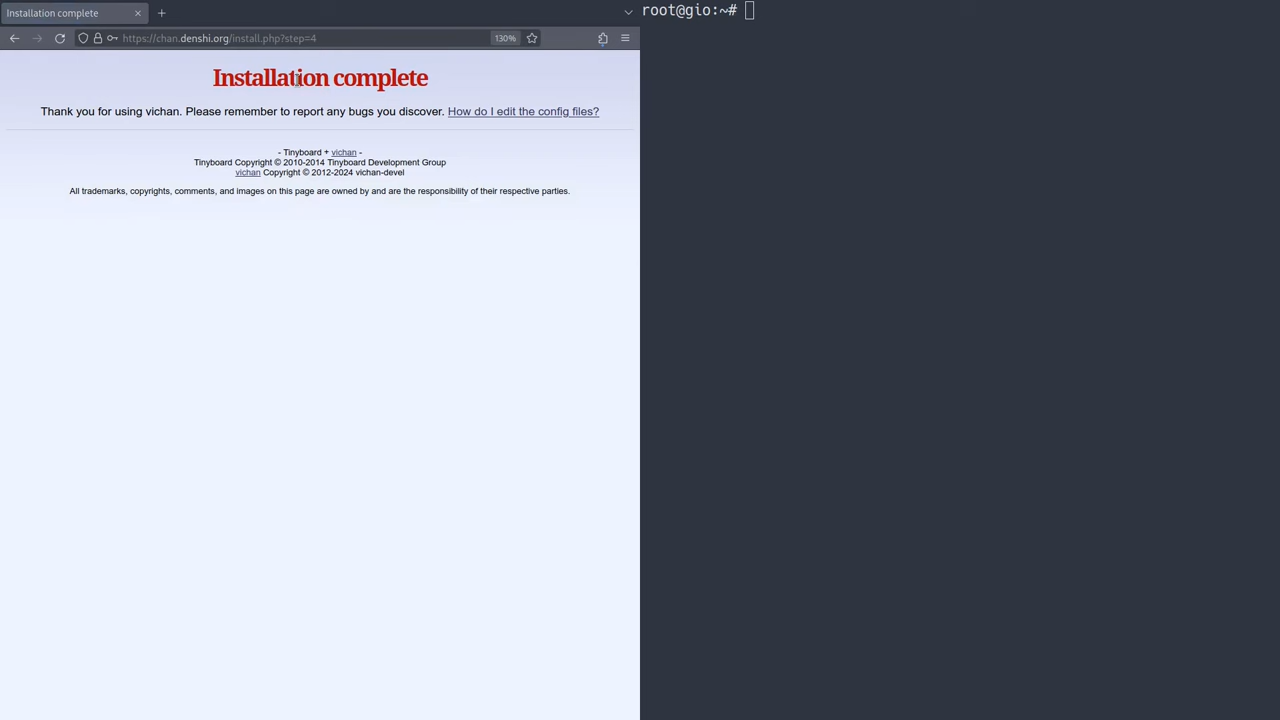 Installation complete
https://chan.denshi.org/install.php?step=4
130%
Installation complete
Thank you for using vichan. Please remember to report any bugs you discover. How do I edit the config files?
- Tinyboard + vichan -
Tinyboard Copyright © 2010-2014 Tinyboard Development Group
vichan Copyright © 2012-2024 vichan-devel
All trademarks, copyrights, comments, and images on this page are owned by and are the responsibility of their respective parties.
root@gio:~#